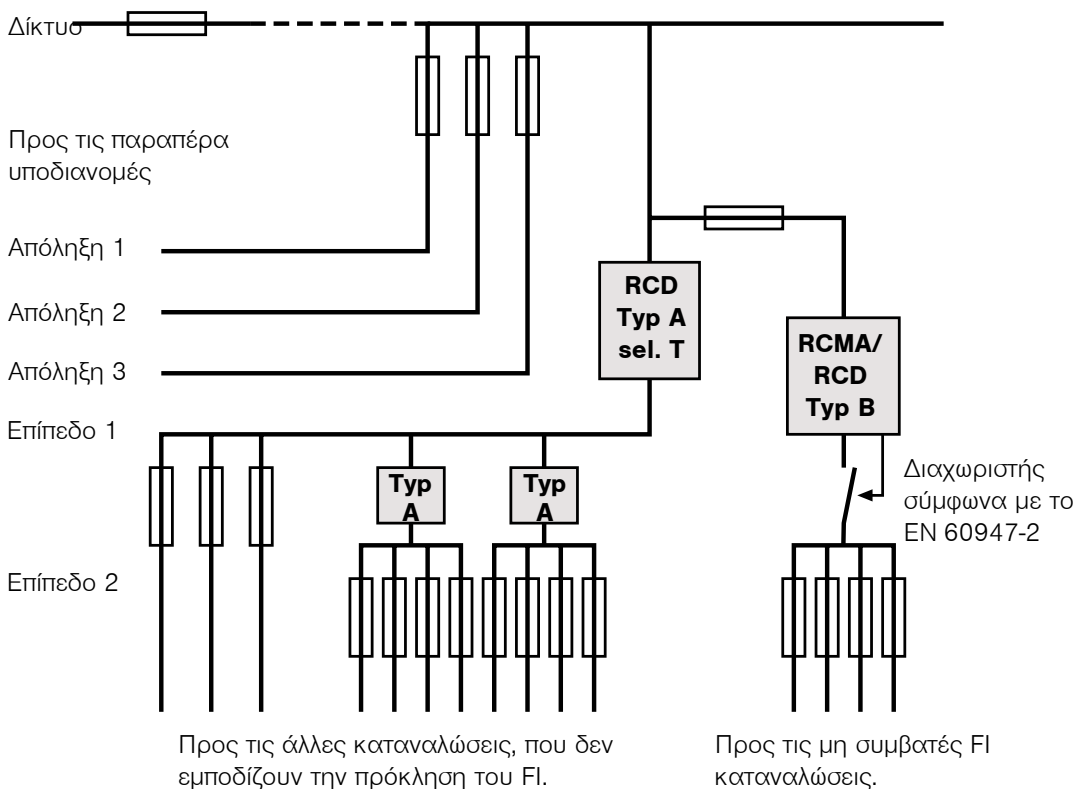 Δίκτυο
Προς τις παραπέρα
υποδιανομές
Απόληξη 1
Απόληξη 2
Απόληξη 3
RCD
Typ A
sel. T
RCMA/
RCD
Typ B
Επίπεδο 1
Typ
A
Typ
A
Διαχωριστής
σύμφωνα με το
EN 60947-2
Επίπεδο 2
Προς τις άλλες καταναλώσεις, που δεν
εμποδίζουν την πρόκληση του FI.
Προς τις μη συμβατές FI
καταναλώσεις.